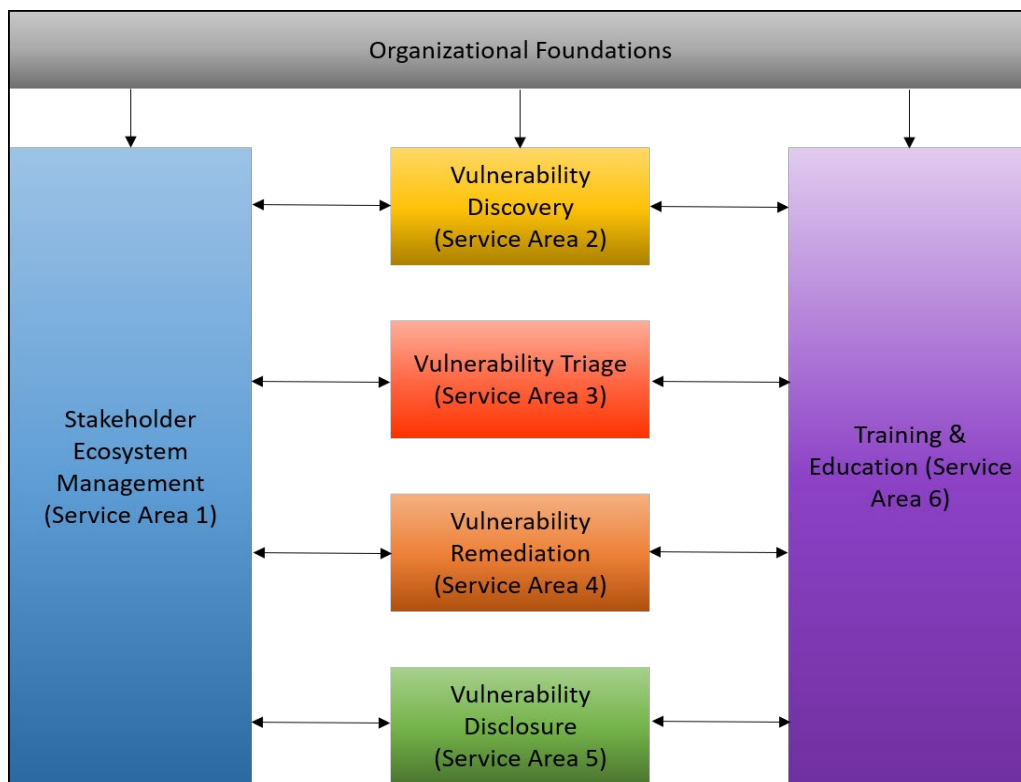 Organizational Foundations
Vulnerability
Discovery
(Service Area 2)
Vulnerability Triage
(Service Area 3)
Stakeholder
Ecosystem
Management
(Service Area 1)
Training &
Education (Service
Area 6)
Vulnerability
Remediation
(Service Area 4)
Vulnerability
Disclosure
(Service Area 5)